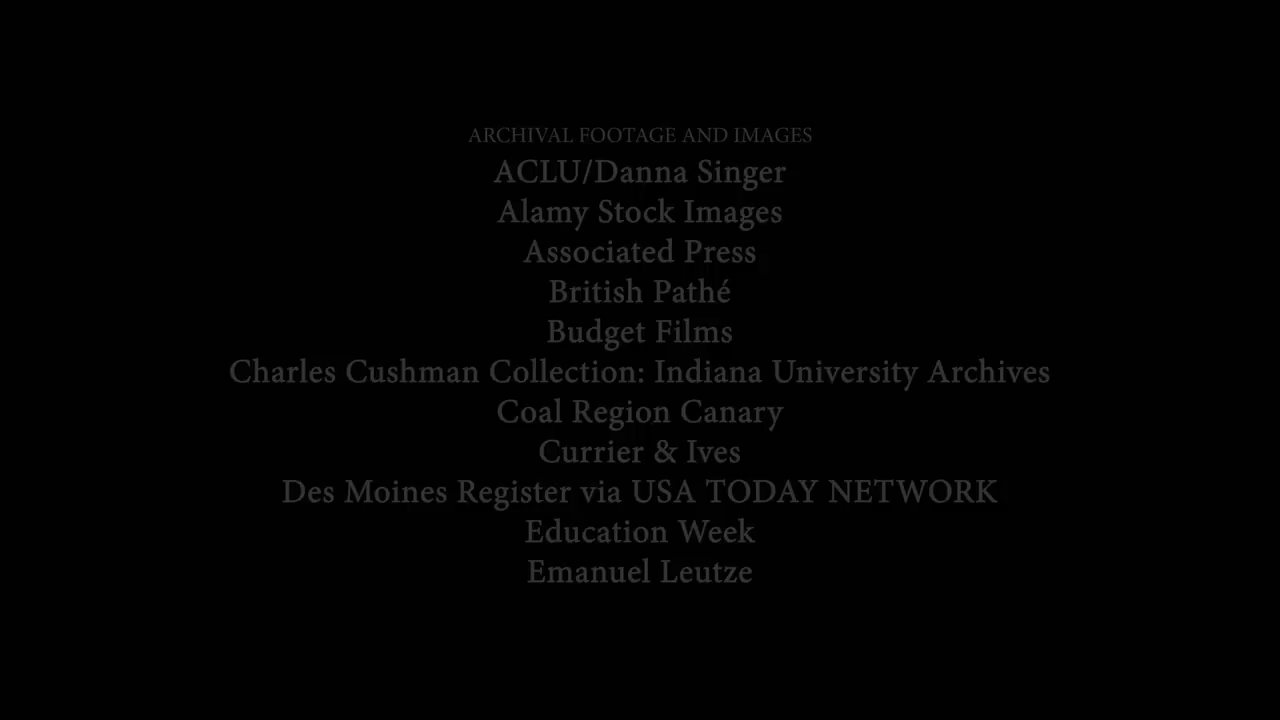 ARCHIVAL FOOTAGE AND IMAGES
ACLU/Danna Singer
Alamy Stock Images
Associated Press
British Pathé
Budget Films
Charles Cushman Collection: Indiana University Archives
Coal Region Canary
Currier & Ives
Des Moines Register via USA TODAY NETWORK
Education Week
Emanuel Leutze